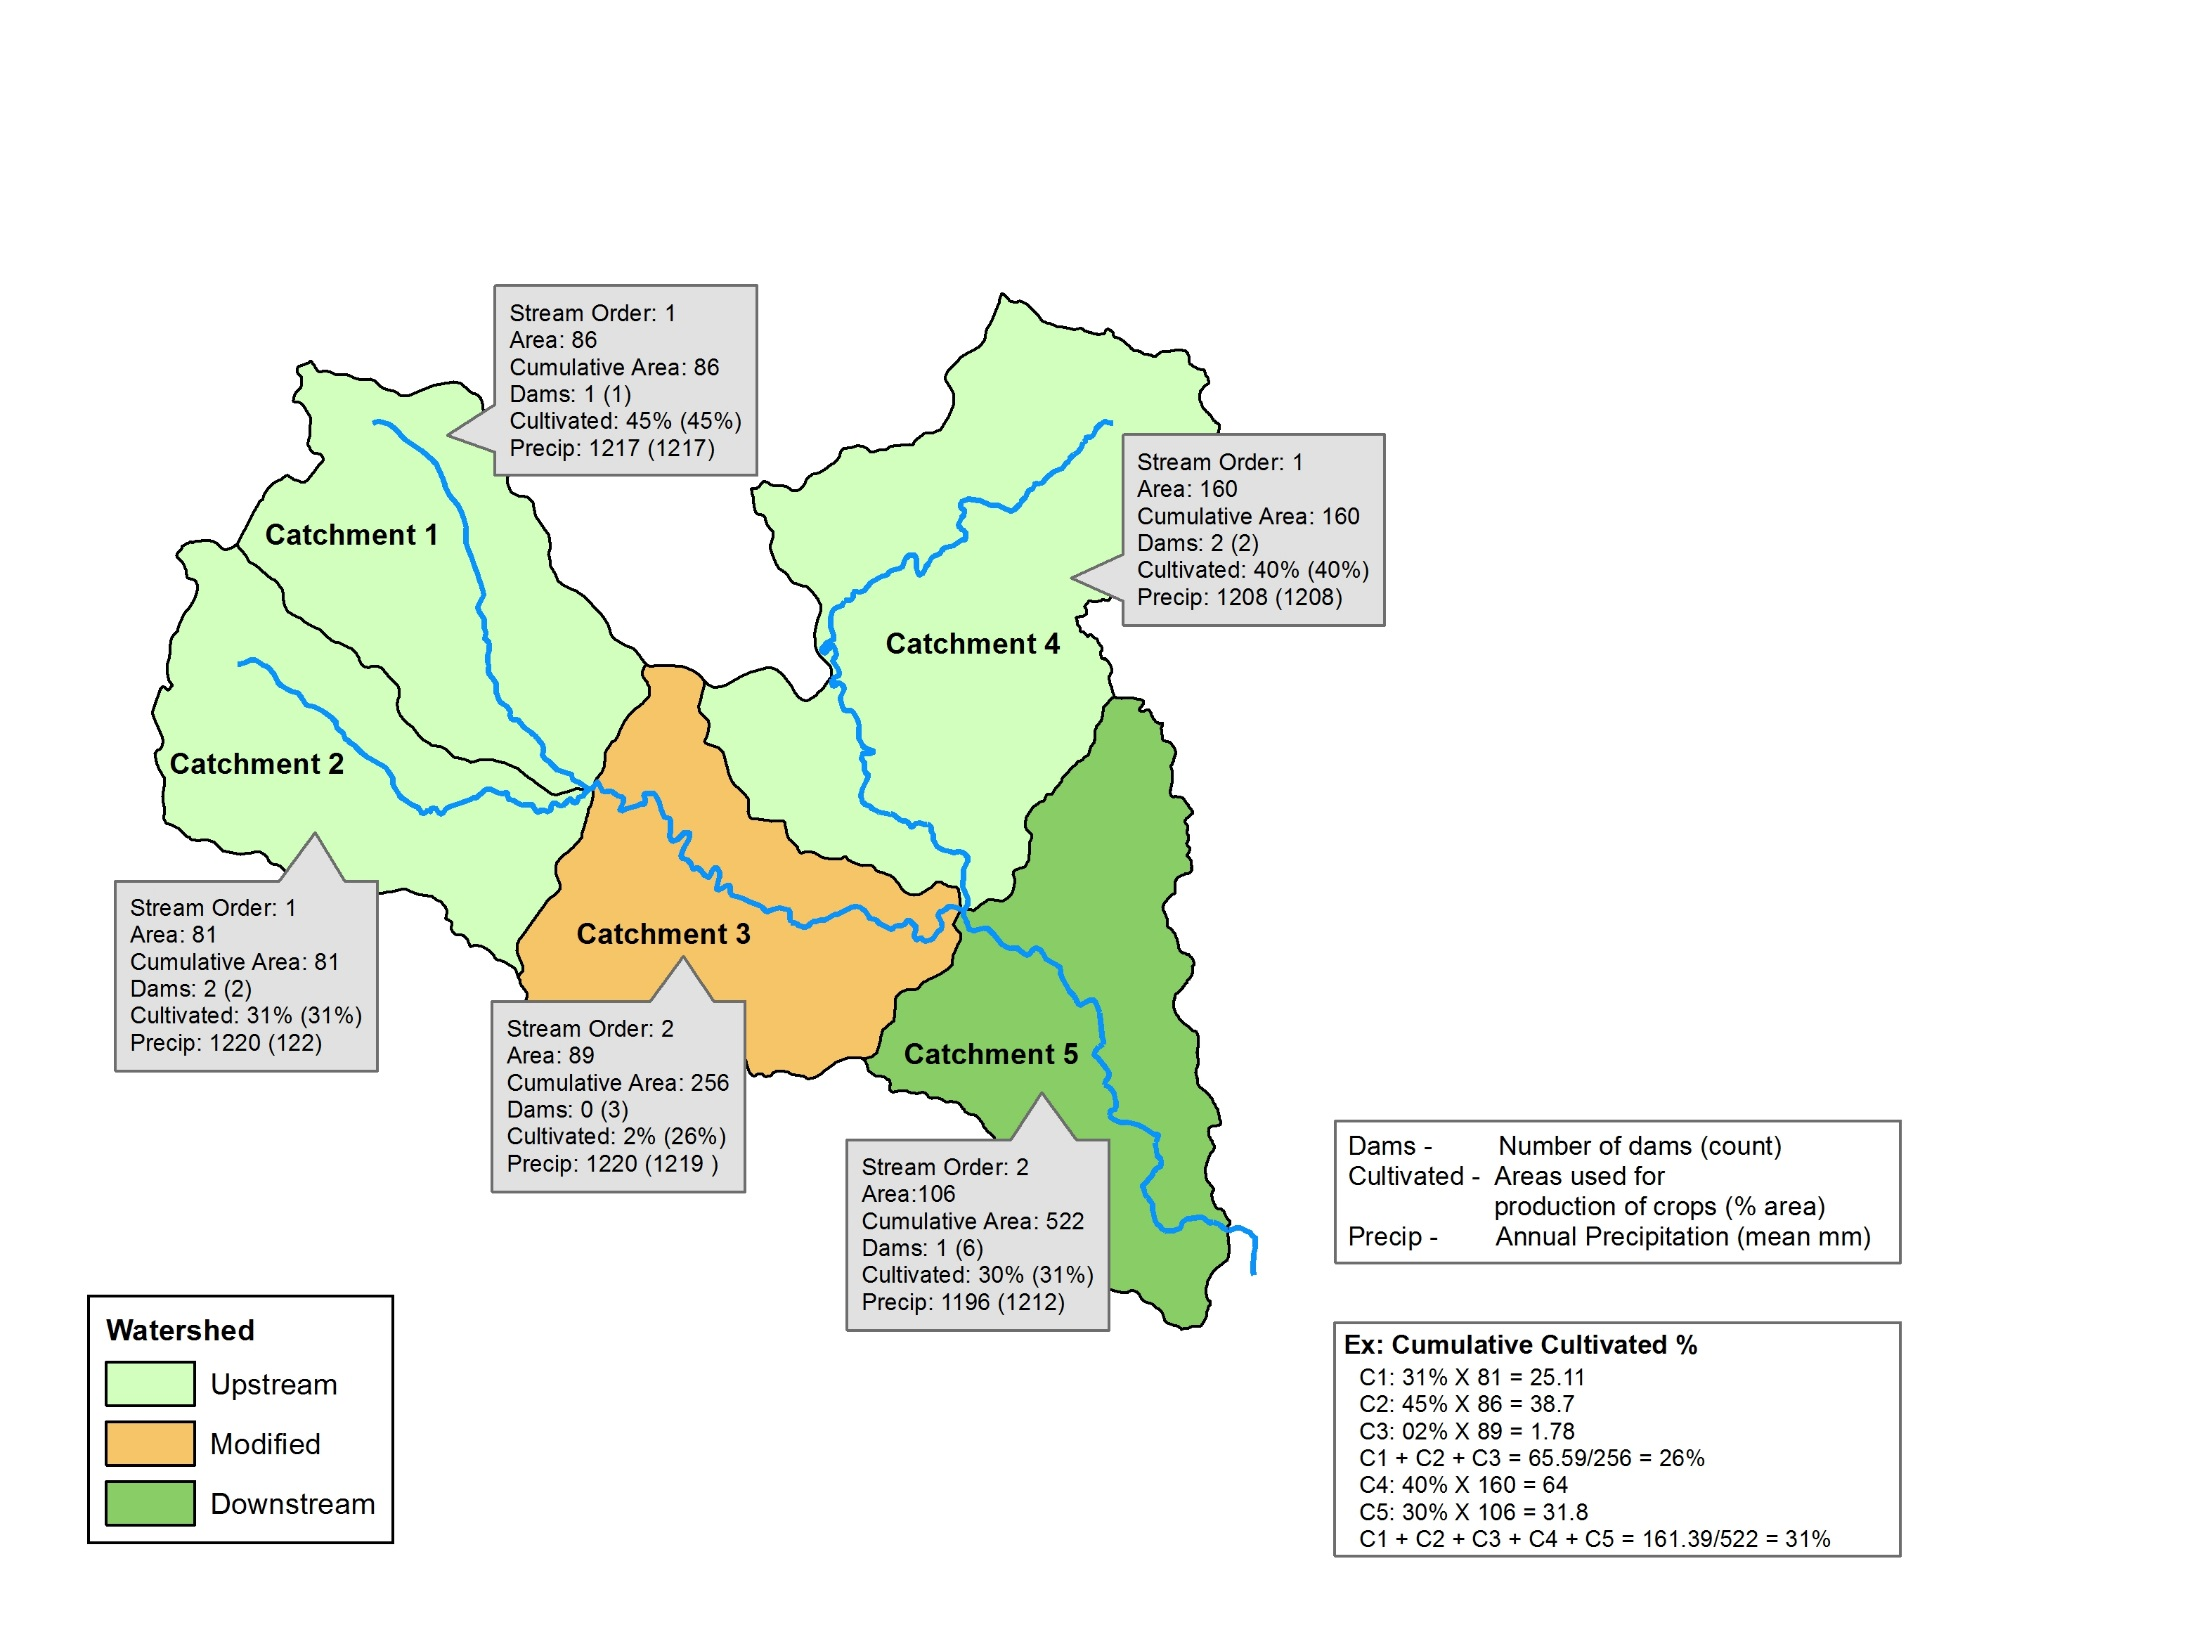 Stream Order: 1
Area: 86
Cumulative Area: 86
Dams: 1 (1)
Cultivated: 45% (45%)
Precip: 1217 (1217)
Catchment 1
Stream Order: 1
Area: 160
Cumulative Area: 160
Dams: 2 (2)
Cultivated: 40% (40%)
Precip: 1208 (1208)
Catchment 4
Catchment 2
Stream Order: 1
Area: 81
Cumulative Area: 81
Dams: 2 (2)
Cultivated: 31% (31%)
Precip: 1220 (122)
Catchment 3
Stream Order: 2
Area: 89
Cumulative Area: 256
Dams: 0 (3)
Cultivated: 2% (26%)
Precip: 1220 (1219 )
Catchment 5
Stream Order: 2
Area:106
Cumulative Area: 522
Dams: 1 (6)
Cultivated: 30% (31%)
Precip: 1196 (1212)
Dams - Number of dams (count)
Cultivated - Areas used for
production of crops (% area)
Precip - Annual Precipitation (mean mm)
Watershed
Upstream
Modified
Downstream
Ex: Cumulative Cultivated %
C1: 31% X 81 = 25.11
C2: 45% X 86 = 38.7
C3: 02% X 89 = 1.78
C1 + C2 + C3 = 65.59/256 = 26%
C4: 40% X 160 = 64
C5: 30% X 106 = 31.8
C1 + C2 + C3 + C4 + C5 = 161.39/522 = 31%